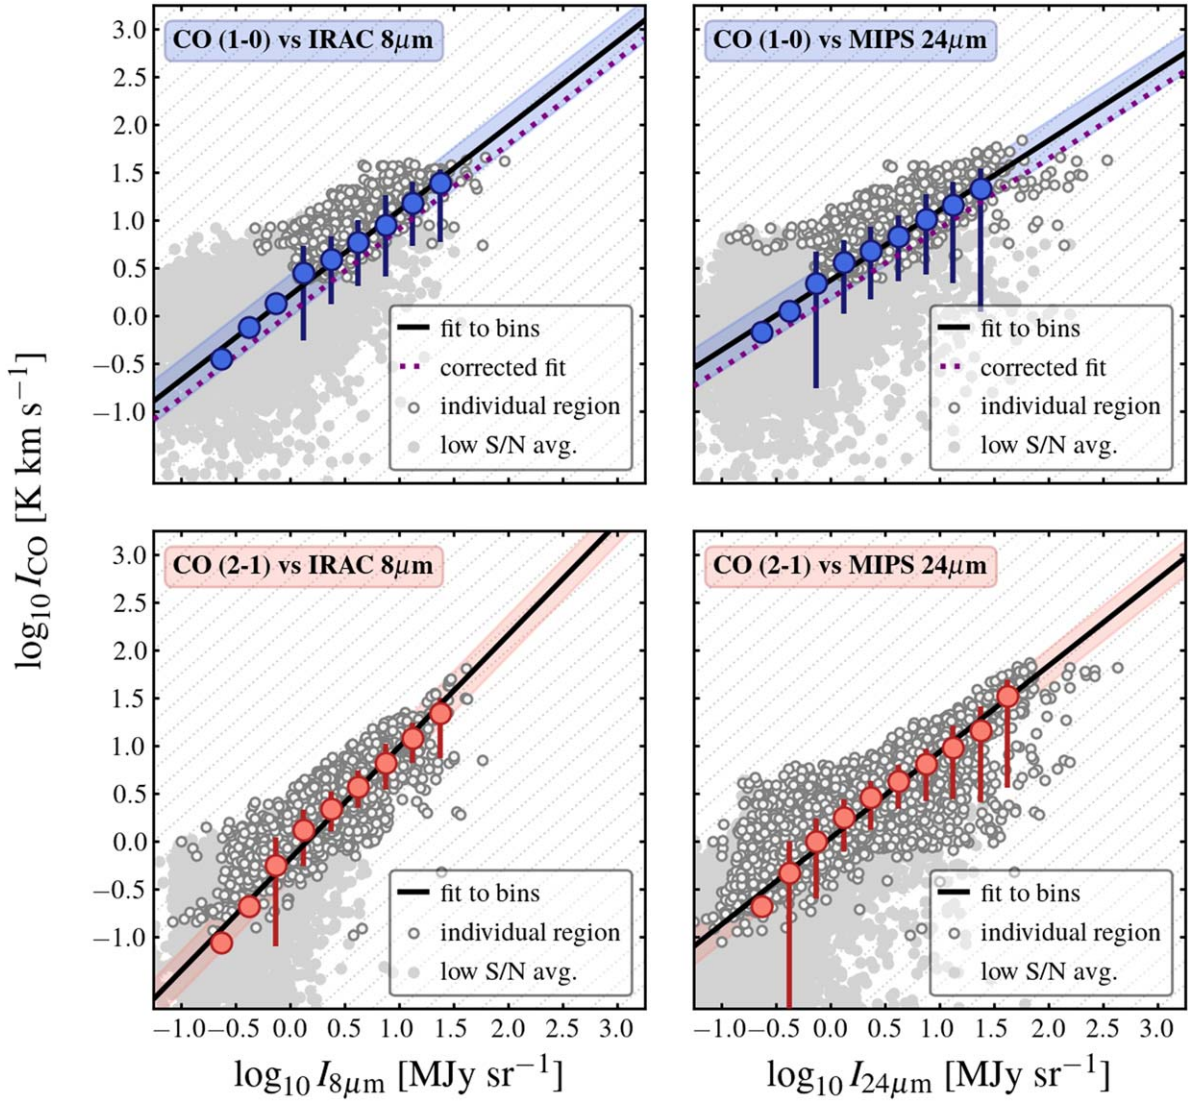 CO (1-0) vs IRAC 8μm
CO (1-0) vs MIPS 24μm
3.0
2.5
2.0
1.5
1.0
0.5
0.0
−0.5
−1.0
fit to bins
corrected fit
individual region
low S/N avg.
fit to bins
corrected fit
individual region
low S/N avg.
log₁₀ I_CO [K km s⁻¹]
CO (2-1) vs IRAC 8μm
CO (2-1) vs MIPS 24μm
3.0
2.5
2.0
1.5
1.0
0.5
0.0
−0.5
−1.0
fit to bins
individual region
low S/N avg.
fit to bins
individual region
low S/N avg.
−1.0 −0.5 0.0 0.5 1.0 1.5 2.0 2.5 3.0
−1.0 −0.5 0.0 0.5 1.0 1.5 2.0 2.5 3.0
log₁₀ I₈μm [MJy sr⁻¹]
log₁₀ I₂₄μm [MJy sr⁻¹]